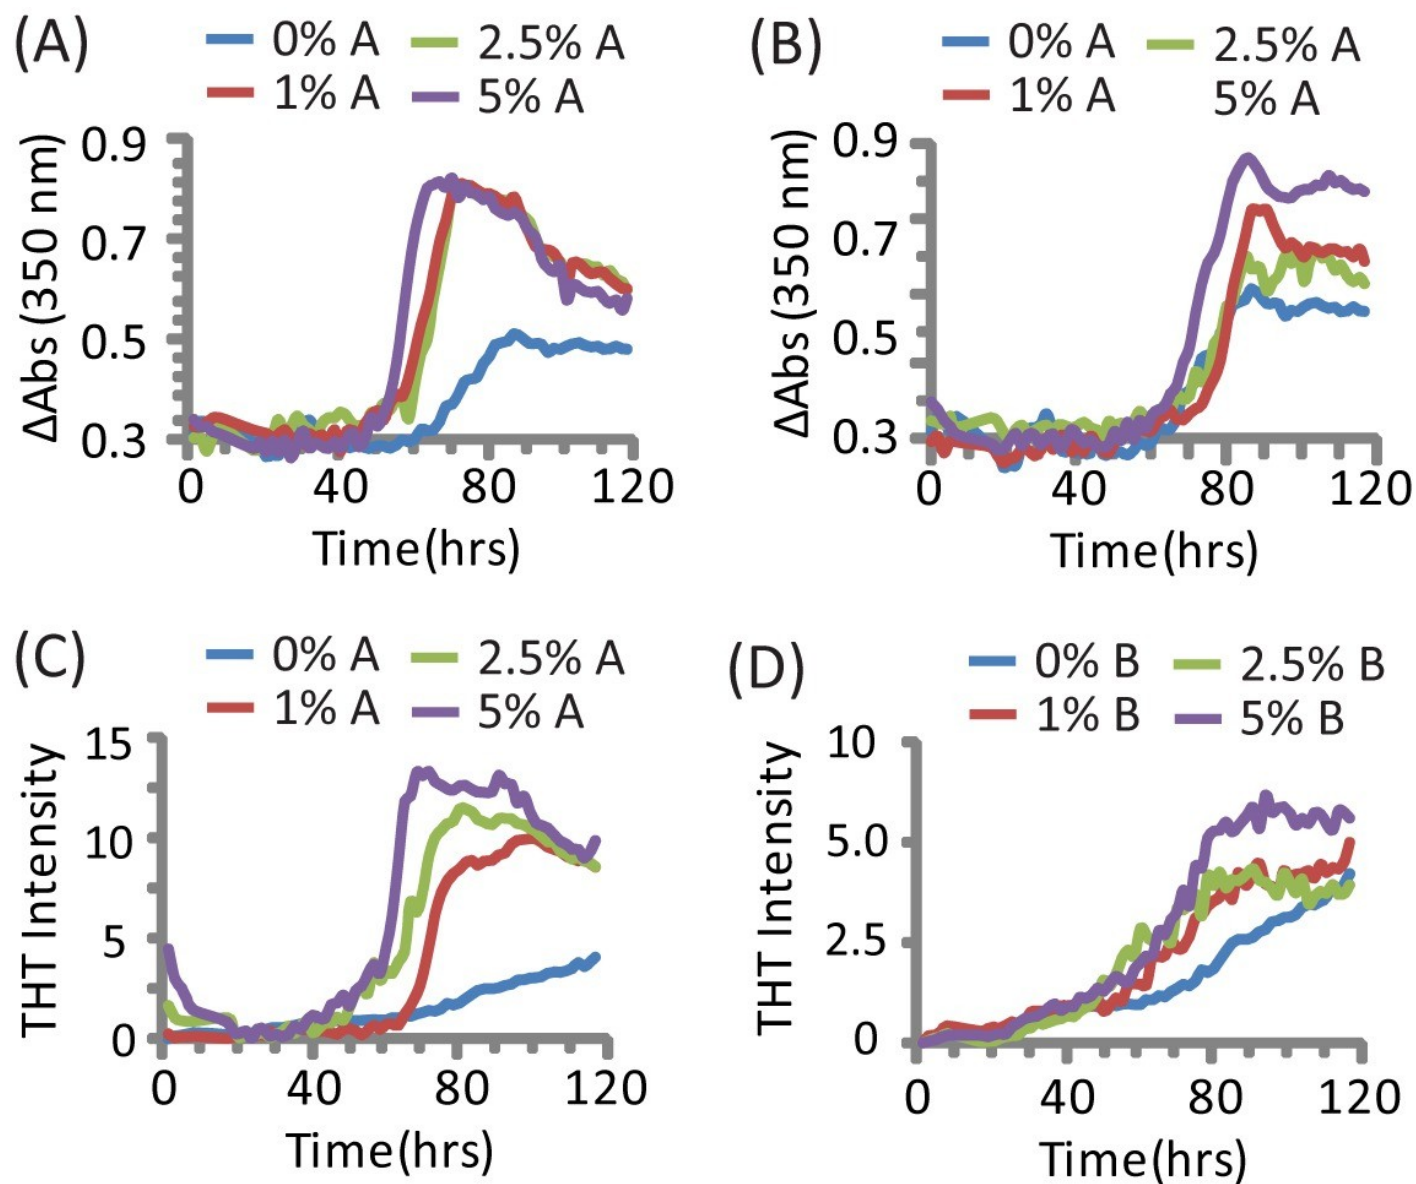 (A)
0% A 2.5% A
1% A 5% A
ΔAbs (350 nm)
0.9
0.7
0.5
0.3
0 40 80 120
Time(hrs)
(B)
0% A 2.5% A
1% A 5% A
ΔAbs (350 nm)
0.9
0.7
0.5
0.3
0 40 80 120
Time(hrs)
(C)
0% A 2.5% A
1% A 5% A
THT Intensity
15
10
5
0
0 40 80 120
Time(hrs)
(D)
0% B 2.5% B
1% B 5% B
THT Intensity
10
5.0
2.5
0
0 40 80 120
Time(hrs)